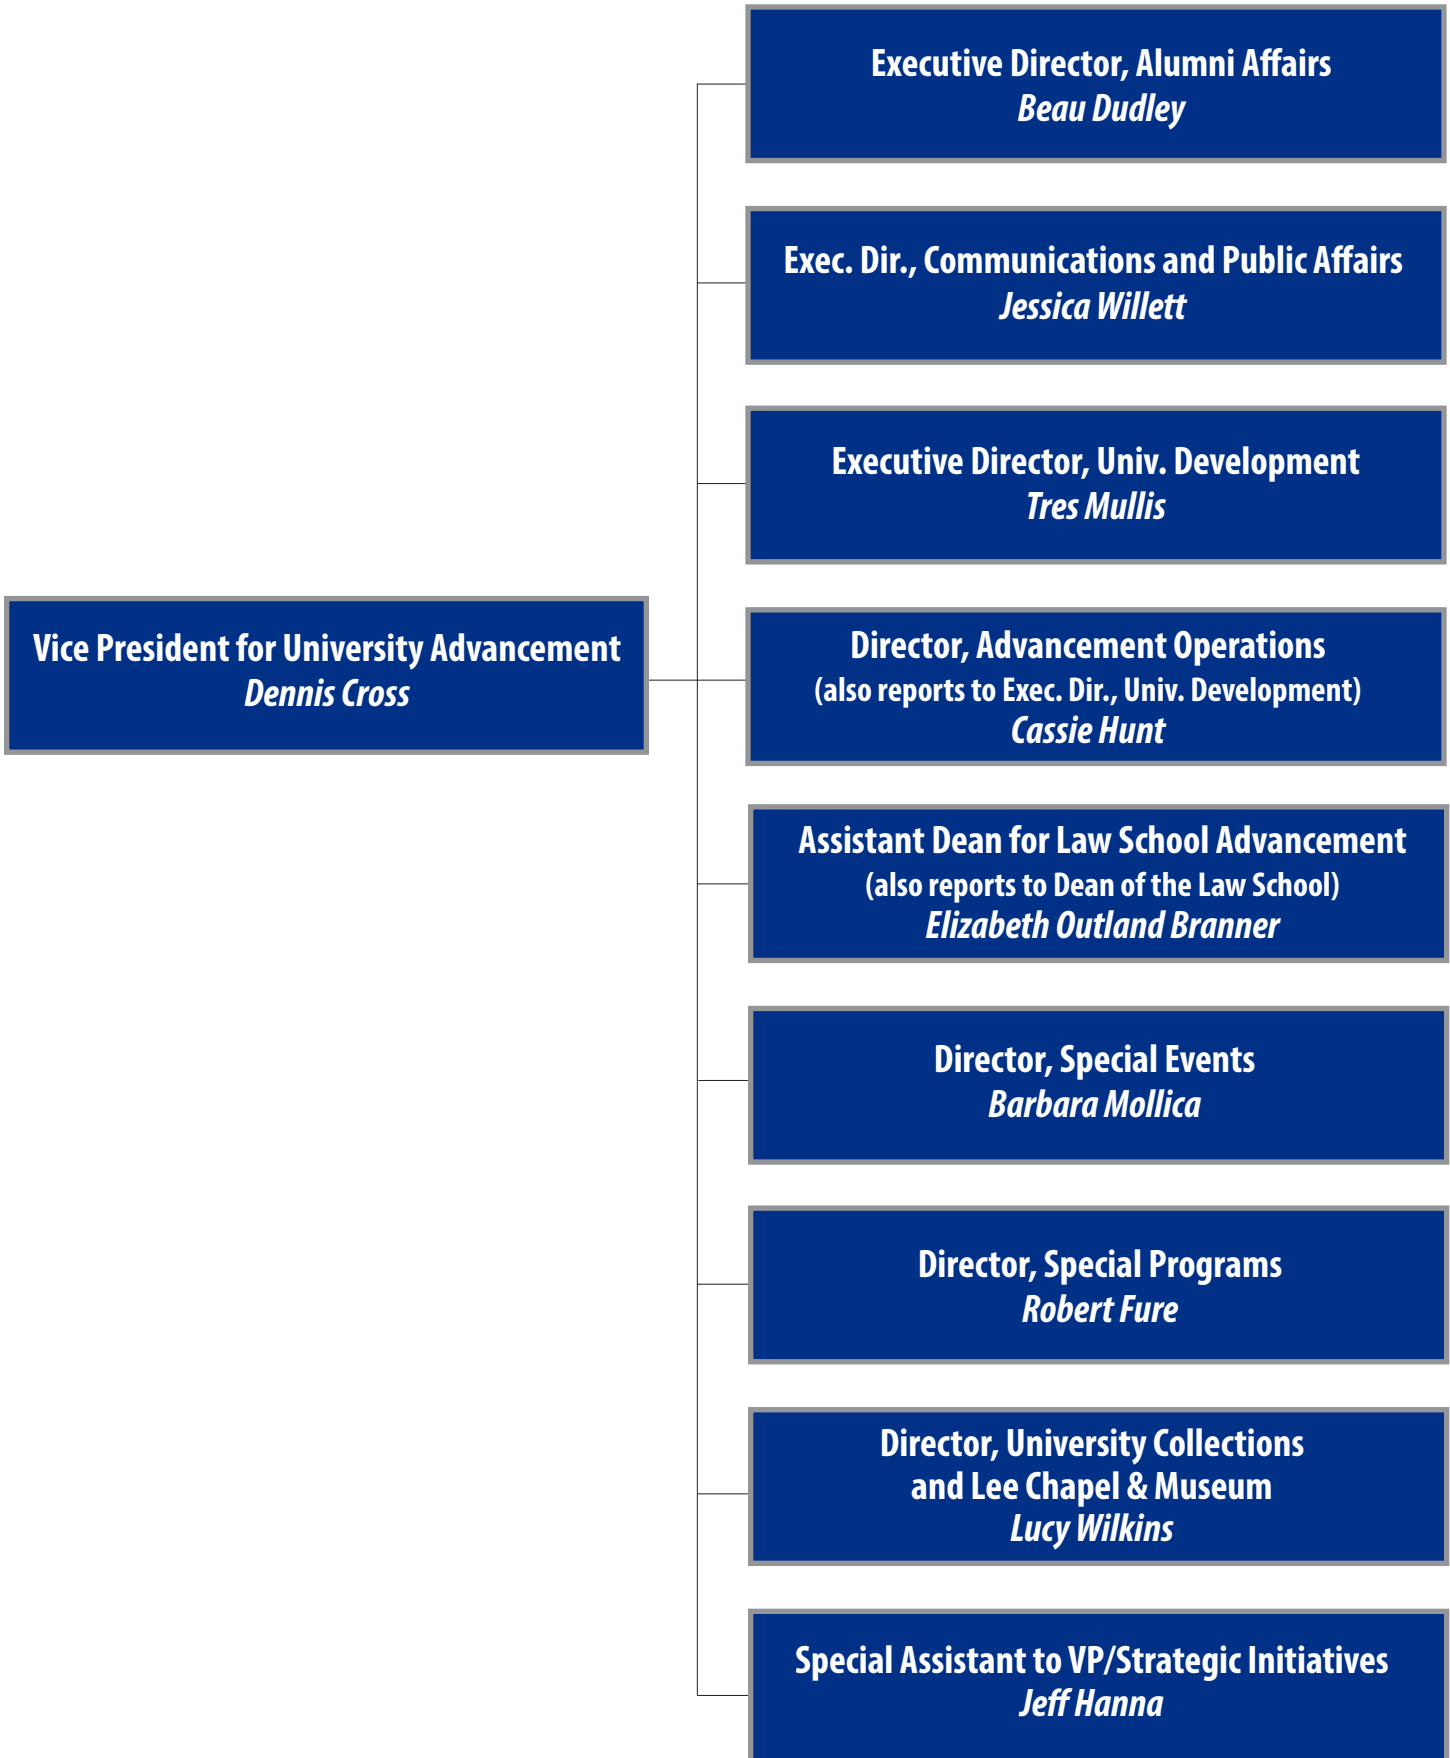 Executive Director, Alumni Affairs
Beau Dudley
Exec. Dir., Communications and Public Affairs
Jessica Willett
Executive Director, Univ. Development
Tres Mullis
Vice President for University Advancement
Dennis Cross
Director, Advancement Operations
(also reports to Exec. Dir., Univ. Development)
Cassie Hunt
Assistant Dean for Law School Advancement
(also reports to Dean of the Law School)
Elizabeth Outland Branner
Director, Special Events
Barbara Mollica
Director, Special Programs
Robert Fure
Director, University Collections
and Lee Chapel & Museum
Lucy Wilkins
Special Assistant to VP/Strategic Initiatives
Jeff Hanna